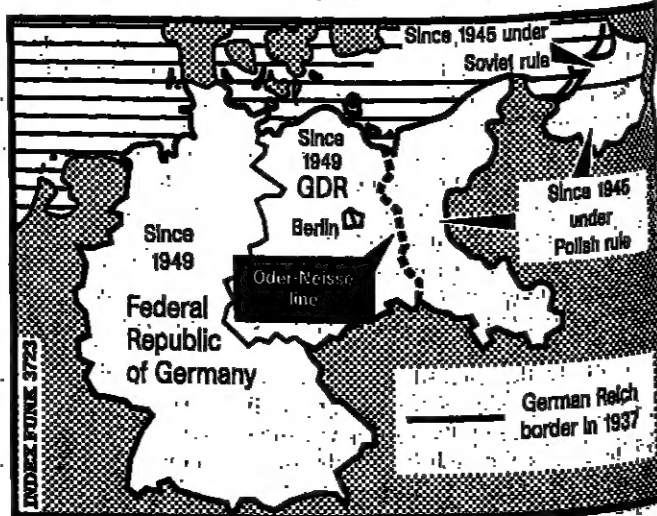 Since 1945 under
Soviet rule
Since
1949
GDR
Berlin
Since 1945
under
Polish rule
Since
1949
Oder-Neisse
line
Federal
Republic
of Germany
German Reich
border in 1937
INDEX FUNK 3723